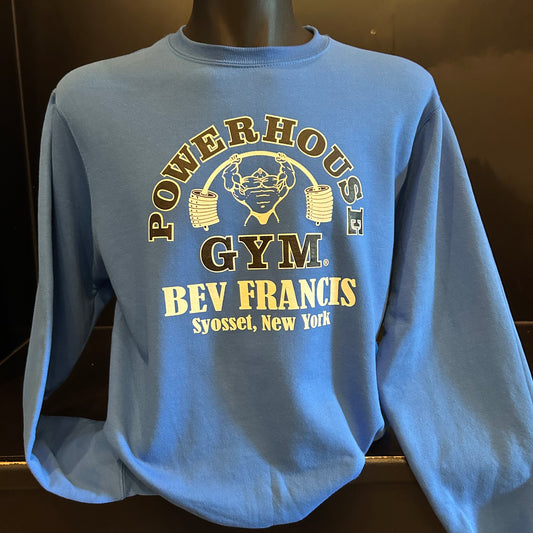 POWERHOUSE
GYM®
BEV FRANCIS
Syosset, New York